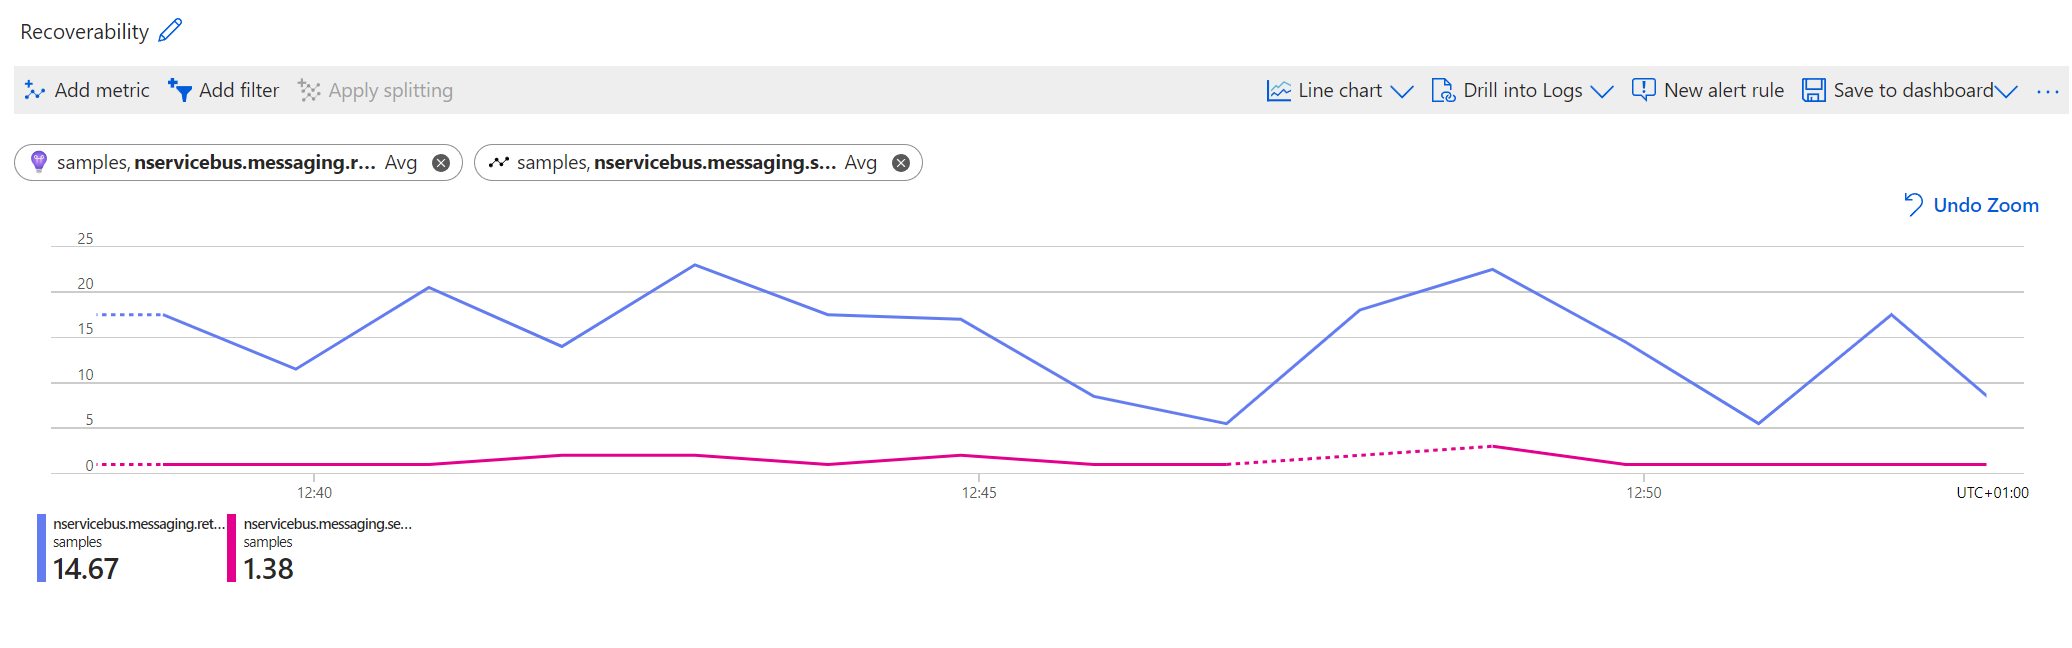 Recoverability
Add metric Add filter Apply splitting Line chart Drill into Logs New alert rule Save to dashboard ...
samples, nservicebus.messaging.r... Avg samples, nservicebus.messaging.s... Avg
Undo Zoom
25
20
15
10
5
0
12:40 12:45 12:50 UTC+01:00
nservicebus.messaging.ret... nservicebus.messaging.se...
samples samples
14.67 1.38